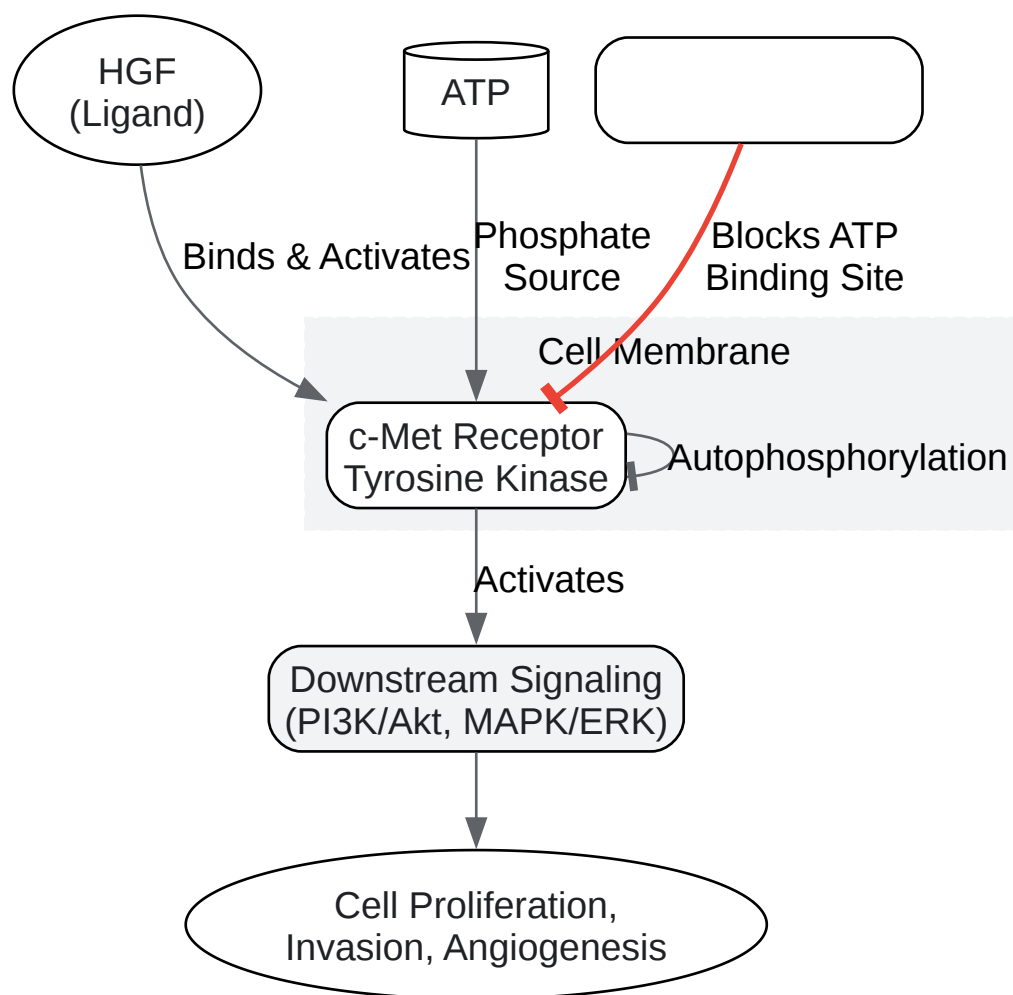 HGF
(Ligand)
ATP
Binds & Activates
Phosphate
Source
Blocks ATP
Binding Site
Cell Membrane
c-Met Receptor
Tyrosine Kinase
Autophosphorylation
Activates
Downstream Signaling
(PI3K/Akt, MAPK/ERK)
Cell Proliferation,
Invasion, Angiogenesis